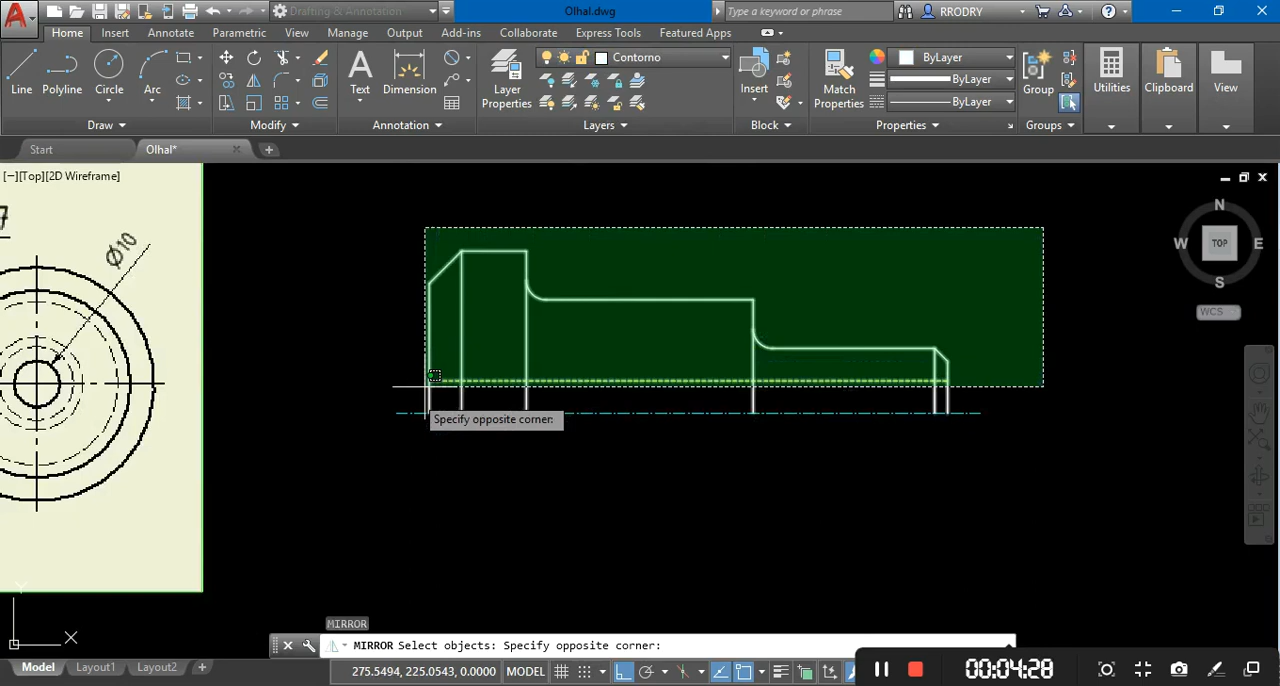 Drafting & Annotation
Olhal.dwg
Type a keyword or phrase
RRODRY
Home Insert Annotate Parametric View Manage Output Add-ins Collaborate Express Tools Featured Apps
Line Polyline Circle Arc
Text Dimension
Layer Properties
Contorno
Insert
Match Properties
ByLayer
ByLayer
ByLayer
Group
Utilities
Clipboard
View
Draw Modify Annotation Layers Block Properties Groups
Start Olhal*
[−][Top][2D Wireframe]
Ø10
N
W TOP E
S
WCS
Specify opposite corner:
Y
X
MIRROR
MIRROR Select objects: Specify opposite corner:
Model Layout1 Layout2 +
275.5494, 225.0543, 0.0000 MODEL
00:04:28